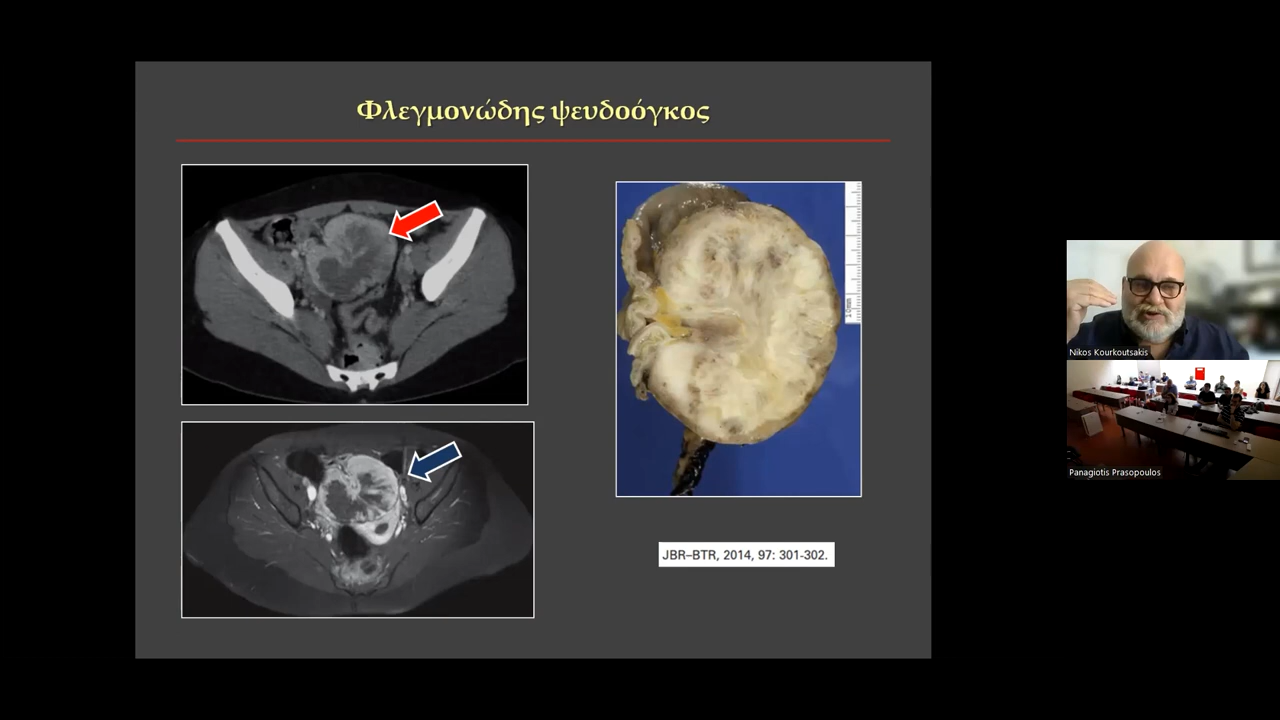 Φλεγμονώδης ψευδοόγκος
JBR–BTR, 2014, 97: 301-302.
Nikos Kourkoutsakis
Panagiotis Prasopoulos